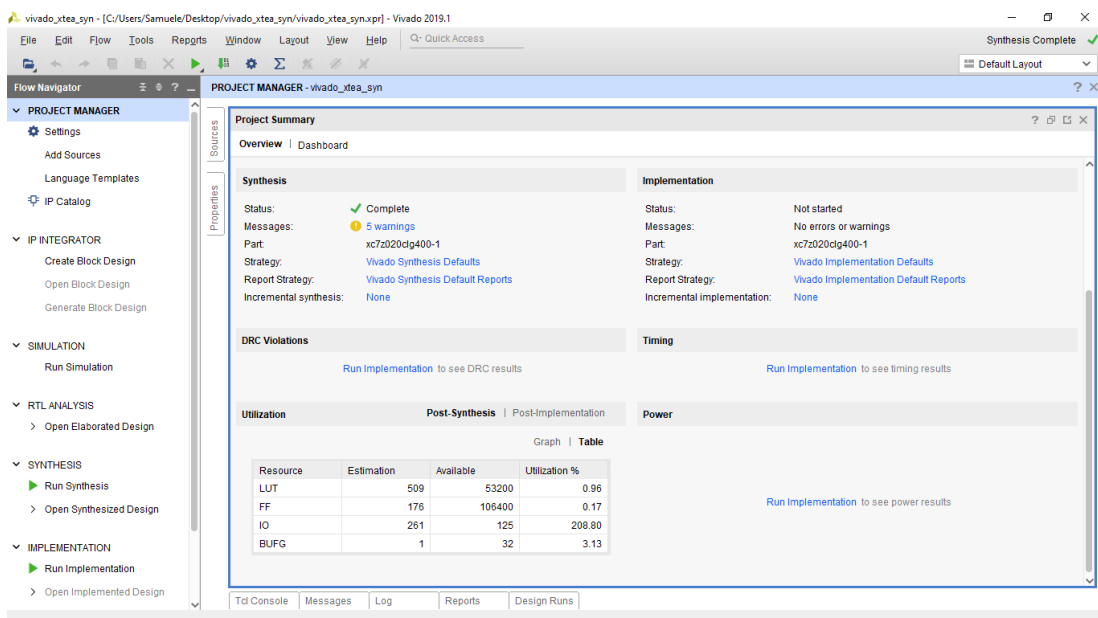 vivado_xtea_syn - [C:/Users/Samuele/Desktop/vivado_xtea_syn/vivado_xtea_syn.xpr] - Vivado 2019.1
File Edit Flow Tools Reports Window Layout View Help Quick Access Synthesis Complete
Default Layout
Flow Navigator
PROJECT MANAGER
Settings
Add Sources
Language Templates
IP Catalog
IP INTEGRATOR
Create Block Design
Open Block Design
Generate Block Design
SIMULATION
Run Simulation
RTL ANALYSIS
Open Elaborated Design
SYNTHESIS
Run Synthesis
Open Synthesized Design
IMPLEMENTATION
Run Implementation
Open Implemented Design
PROJECT MANAGER - vivado_xtea_syn
Sources
Properties
Project Summary
Overview | Dashboard
Synthesis
Status: Complete
Messages: 5 warnings
Part: xc7z020clg400-1
Strategy: Vivado Synthesis Defaults
Report Strategy: Vivado Synthesis Default Reports
Incremental synthesis: None
Implementation
Status: Not started
Messages: No errors or warnings
Part: xc7z020clg400-1
Strategy: Vivado Implementation Defaults
Report Strategy: Vivado Implementation Default Reports
Incremental implementation: None
DRC Violations
Run Implementation to see DRC results
Timing
Run Implementation to see timing results
Utilization Post-Synthesis | Post-Implementation
Graph | Table
Resource Estimation Available Utilization %
LUT 509 53200 0.96
FF 176 106400 0.17
IO 261 125 208.80
BUFG 1 32 3.13
Power
Run Implementation to see power results
Tcl Console Messages Log Reports Design Runs